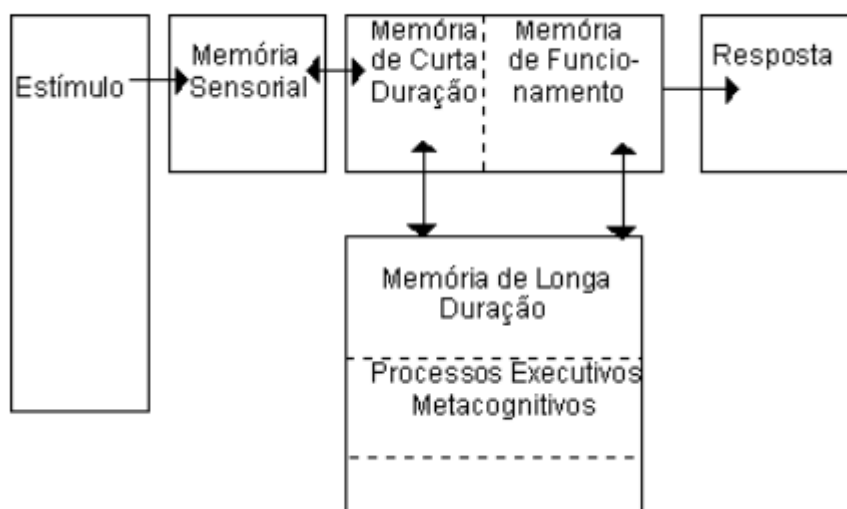 Estímulo
Memória
Sensorial
Memória
de Curta
Duração
Memória
de Funcio-
namento
Resposta
Memória de Longa
Duração
Processos Executivos
Metacognitivos